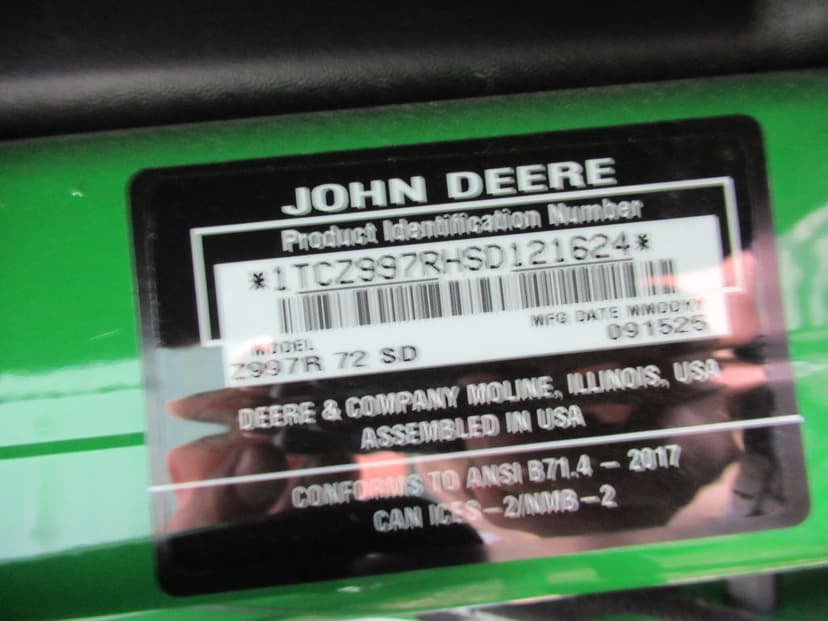 JOHN DEERE
Product Identification Number
*1TCZ997RHSD121624*
MFG DATE MMDDYY
MODEL 091525
Z997R 72 SD
DEERE & COMPANY MOLINE, ILLINOIS, USA
ASSEMBLED IN USA
CONFORMS TO ANSI B71.4 - 2017
CAN ICES-2/NMB-2